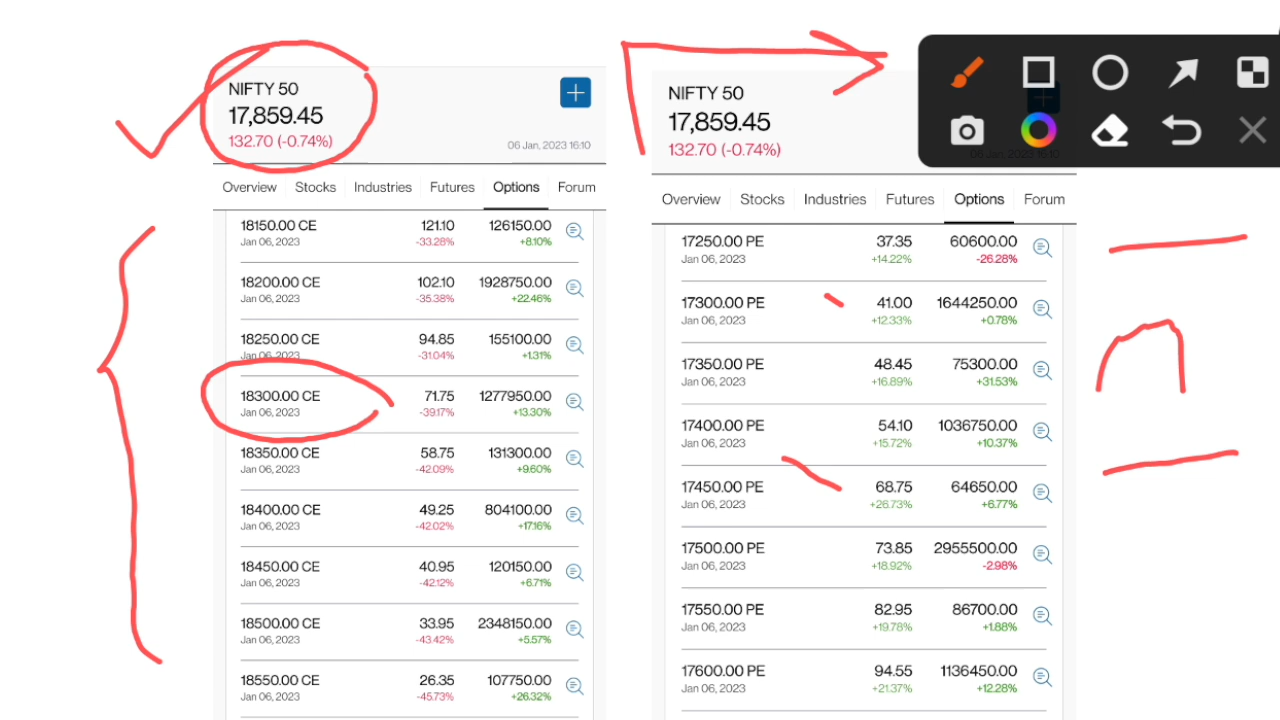 NIFTY 50
17,859.45
132.70 (-0.74%)
06 Jan, 2023 16:10
Overview Stocks Industries Futures Options Forum
18150.00 CE 121.10 126150.00
Jan 06, 2023 -33.28% +8.10%
18200.00 CE 102.10 1928750.00
Jan 06, 2023 -35.38% +22.46%
18250.00 CE 94.85 155100.00
Jan 06, 2023 -31.04% +1.31%
18300.00 CE 71.75 1277950.00
Jan 06, 2023 -39.17% +13.30%
18350.00 CE 58.75 131300.00
Jan 06, 2023 -42.09% +9.60%
18400.00 CE 49.25 804100.00
Jan 06, 2023 -42.02% +17.16%
18450.00 CE 40.95 120150.00
Jan 06, 2023 -42.12% +6.71%
18500.00 CE 33.95 2348150.00
Jan 06, 2023 -43.42% +5.57%
18550.00 CE 26.35 107750.00
Jan 06, 2023 -45.73% +26.32%
NIFTY 50
17,859.45
132.70 (-0.74%)
06 Jan, 2023 16:10
Overview Stocks Industries Futures Options Forum
17250.00 PE 37.35 60600.00
Jan 06, 2023 +14.22% -26.28%
17300.00 PE 41.00 1644250.00
Jan 06, 2023 +12.33% +0.78%
17350.00 PE 48.45 75300.00
Jan 06, 2023 +16.89% +31.53%
17400.00 PE 54.10 1036750.00
Jan 06, 2023 +15.72% +10.37%
17450.00 PE 68.75 64650.00
Jan 06, 2023 +26.73% +6.77%
17500.00 PE 73.85 2955500.00
Jan 06, 2023 +18.92% -2.98%
17550.00 PE 82.95 86700.00
Jan 06, 2023 +19.78% +1.88%
17600.00 PE 94.55 1136450.00
Jan 06, 2023 +21.37% +12.28%